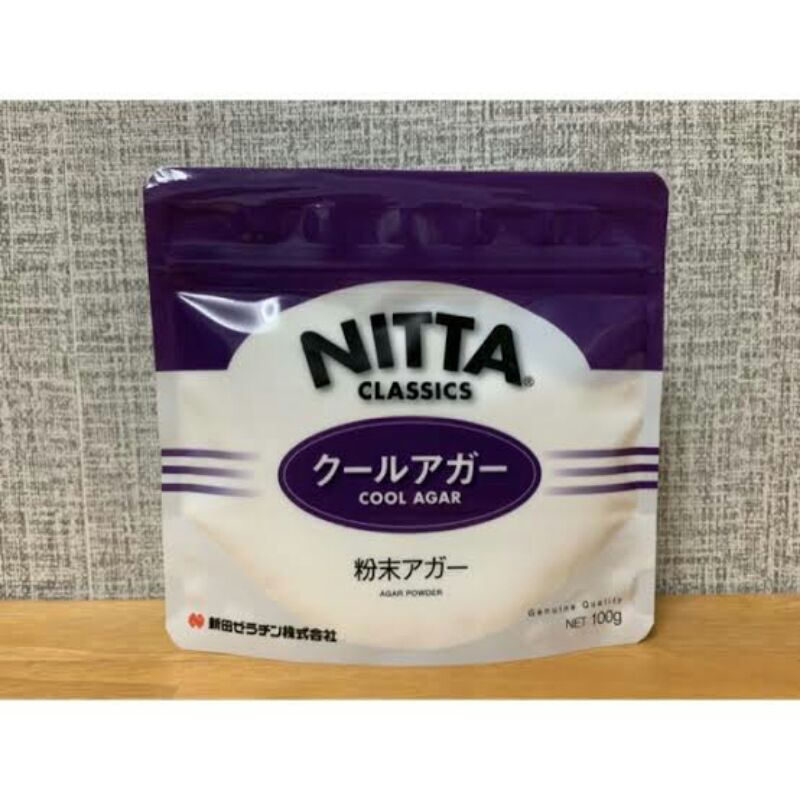 NITTA®
CLASSICS
クールアガー
COOL AGAR
粉末アガー
AGAR POWDER
Genuine Quality
NET 100g
新田ゼラチン株式会社